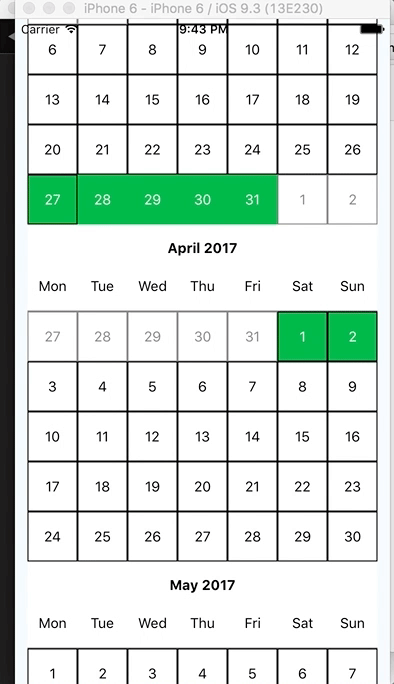 iPhone 6 - iPhone 6 / iOS 9.3 (13E230)
Carrier 9:43 PM
6 7 8 9 10 11 12
13 14 15 16 17 18 19
20 21 22 23 24 25 26
27 28 29 30 31 1 2
April 2017
Mon Tue Wed Thu Fri Sat Sun
27 28 29 30 31 1 2
3 4 5 6 7 8 9
10 11 12 13 14 15 16
17 18 19 20 21 22 23
24 25 26 27 28 29 30
May 2017
Mon Tue Wed Thu Fri Sat Sun
1 2 3 4 5 6 7